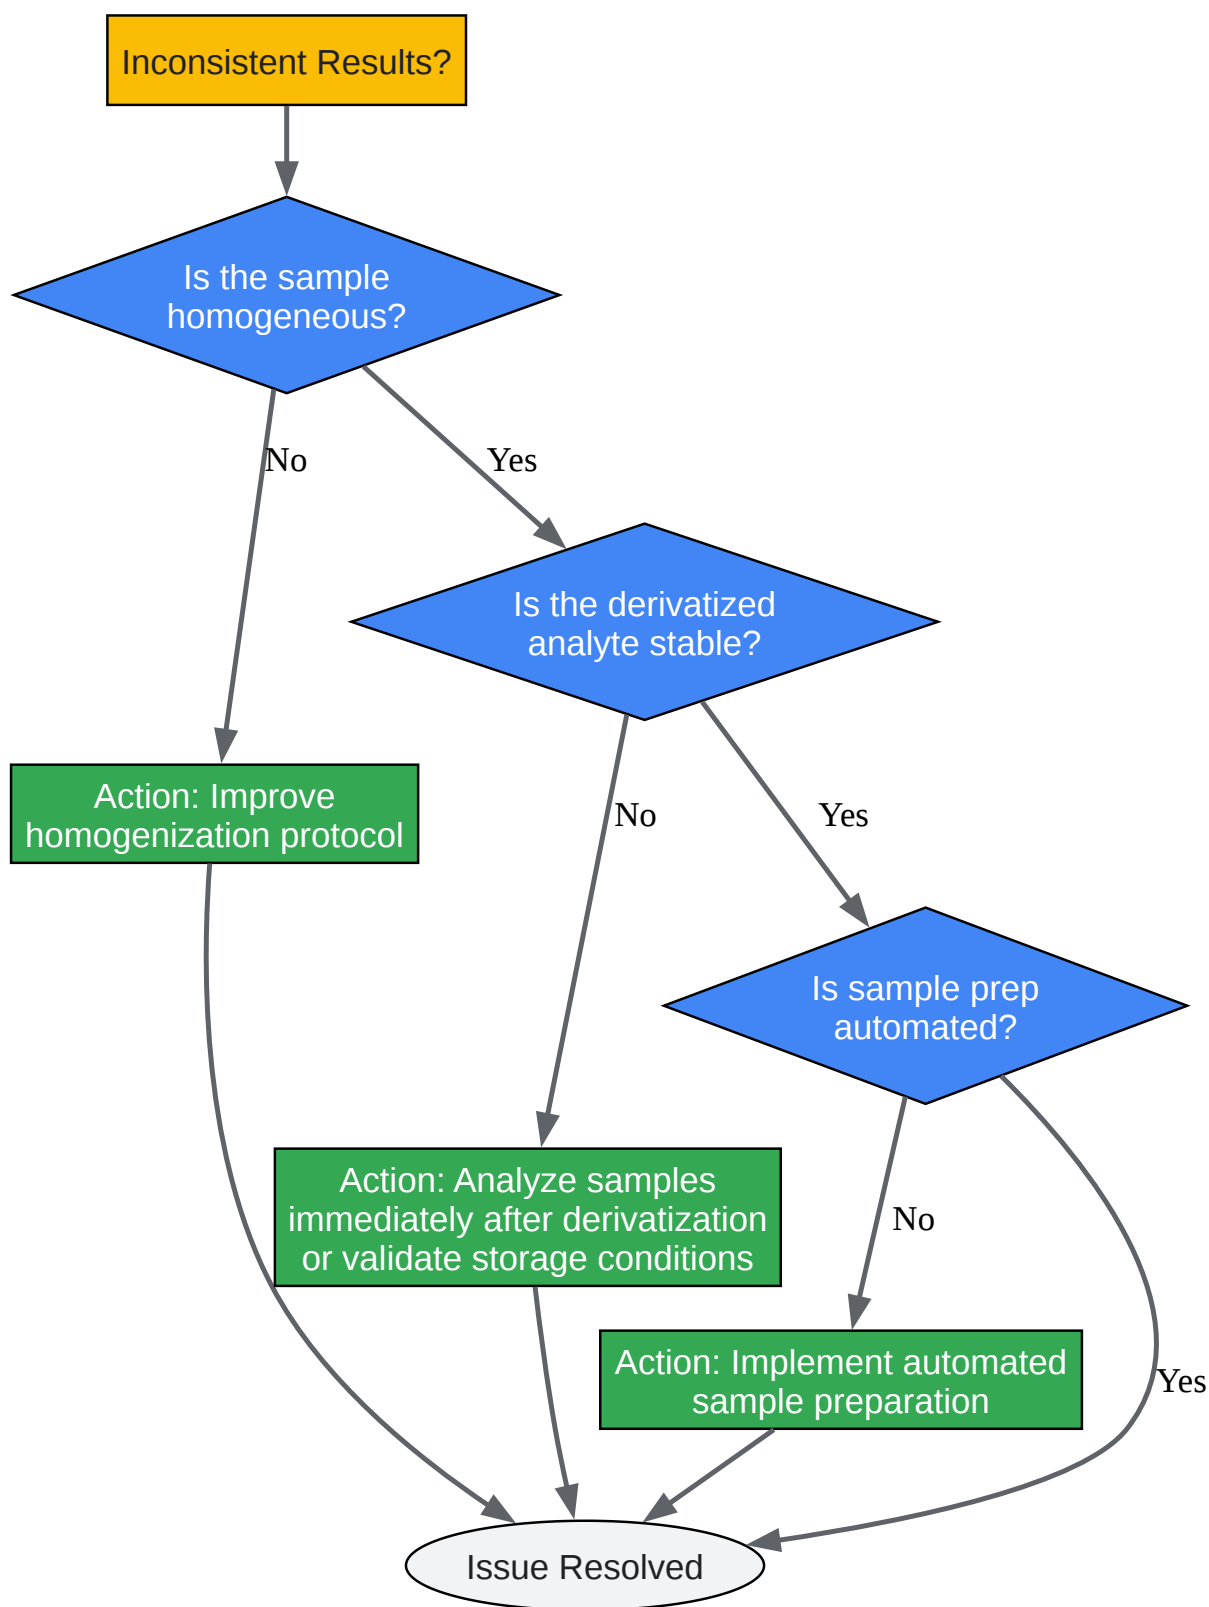 Inconsistent Results?
Is the sample
homogeneous?
No
Yes
Is the derivatized
analyte stable?
Action: Improve
homogenization protocol
No
Yes
Is sample prep
automated?
Action: Analyze samples
immediately after derivatization
or validate storage conditions
No
Action: Implement automated
sample preparation
Yes
Issue Resolved